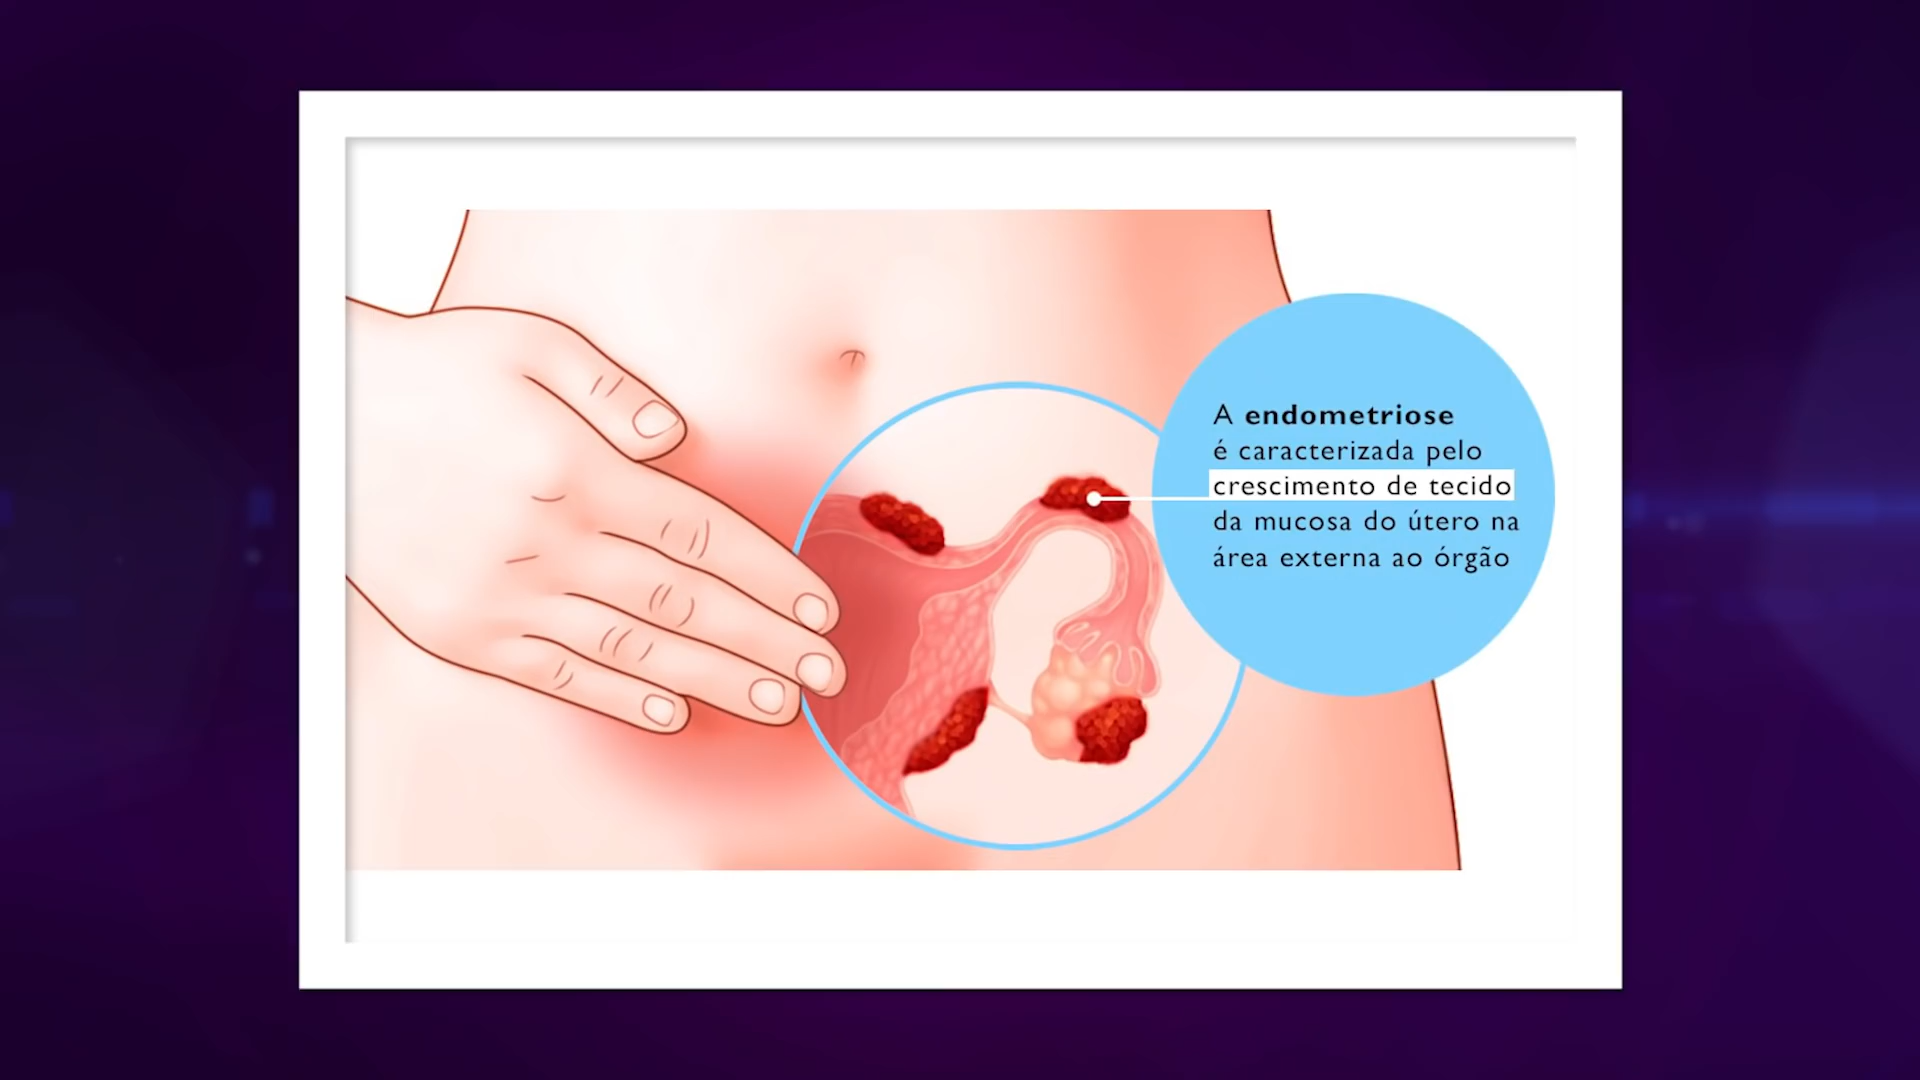 A endometriose
é caracterizada pelo
crescimento de tecido
da mucosa do útero na
área externa ao órgão